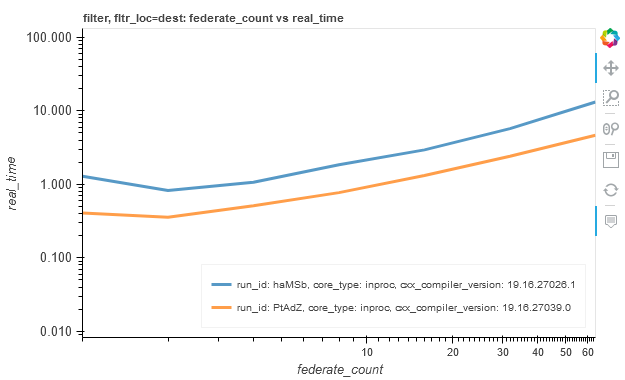 filter, fltr_loc=dest: federate_count vs real_time
100.000
10.000
1.000
0.100
0.010
real_time
run_id: haMSb, core_type: inproc, cxx_compiler_version: 19.16.27026.1
run_id: PtAdZ, core_type: inproc, cxx_compiler_version: 19.16.27039.0
10 20 30 40 50 60
federate_count